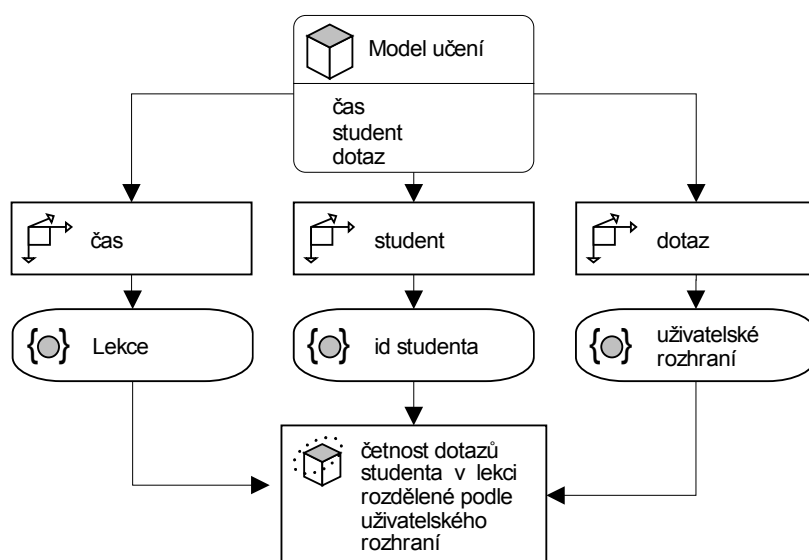 Model učení
čas
student
dotaz
čas
student
dotaz
Lekce
id studenta
uživatelské
rozhraní
četnost dotazů
studenta v lekci
rozdělené podle
uživatelského
rozhraní